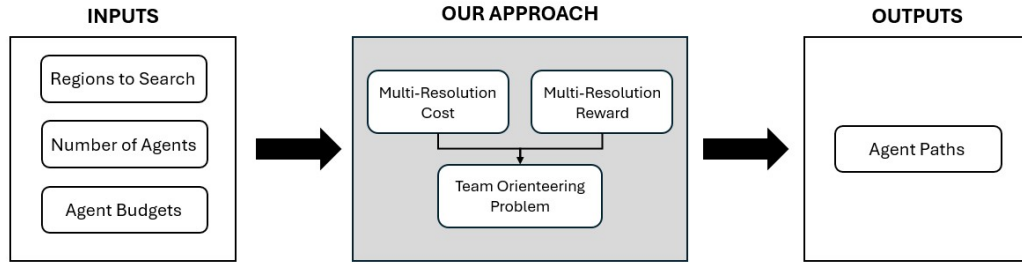 INPUTS
Regions to Search
Number of Agents
Agent Budgets
OUR APPROACH
Multi-Resolution
Cost
Multi-Resolution
Reward
Team Orienteering
Problem
OUTPUTS
Agent Paths